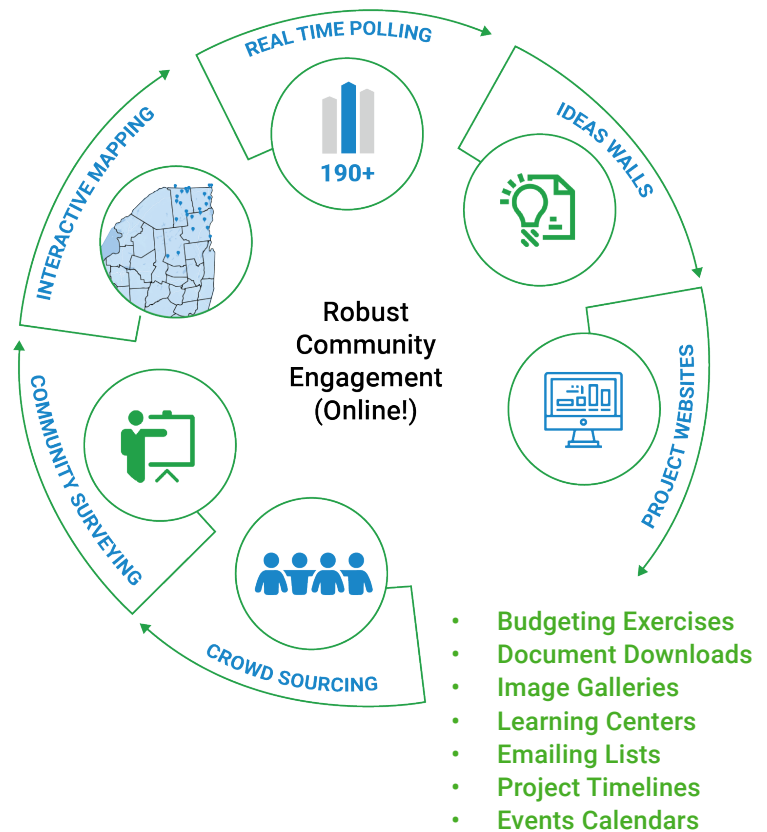 REAL TIME POLLING
190+
IDEAS WALLS
INTERACTIVE MAPPING
Robust
Community
Engagement
(Online!)
PROJECT WEBSITES
COMMUNITY SURVEYING
CROWD SOURCING
• Budgeting Exercises
• Document Downloads
• Image Galleries
• Learning Centers
• Emailing Lists
• Project Timelines
• Events Calendars